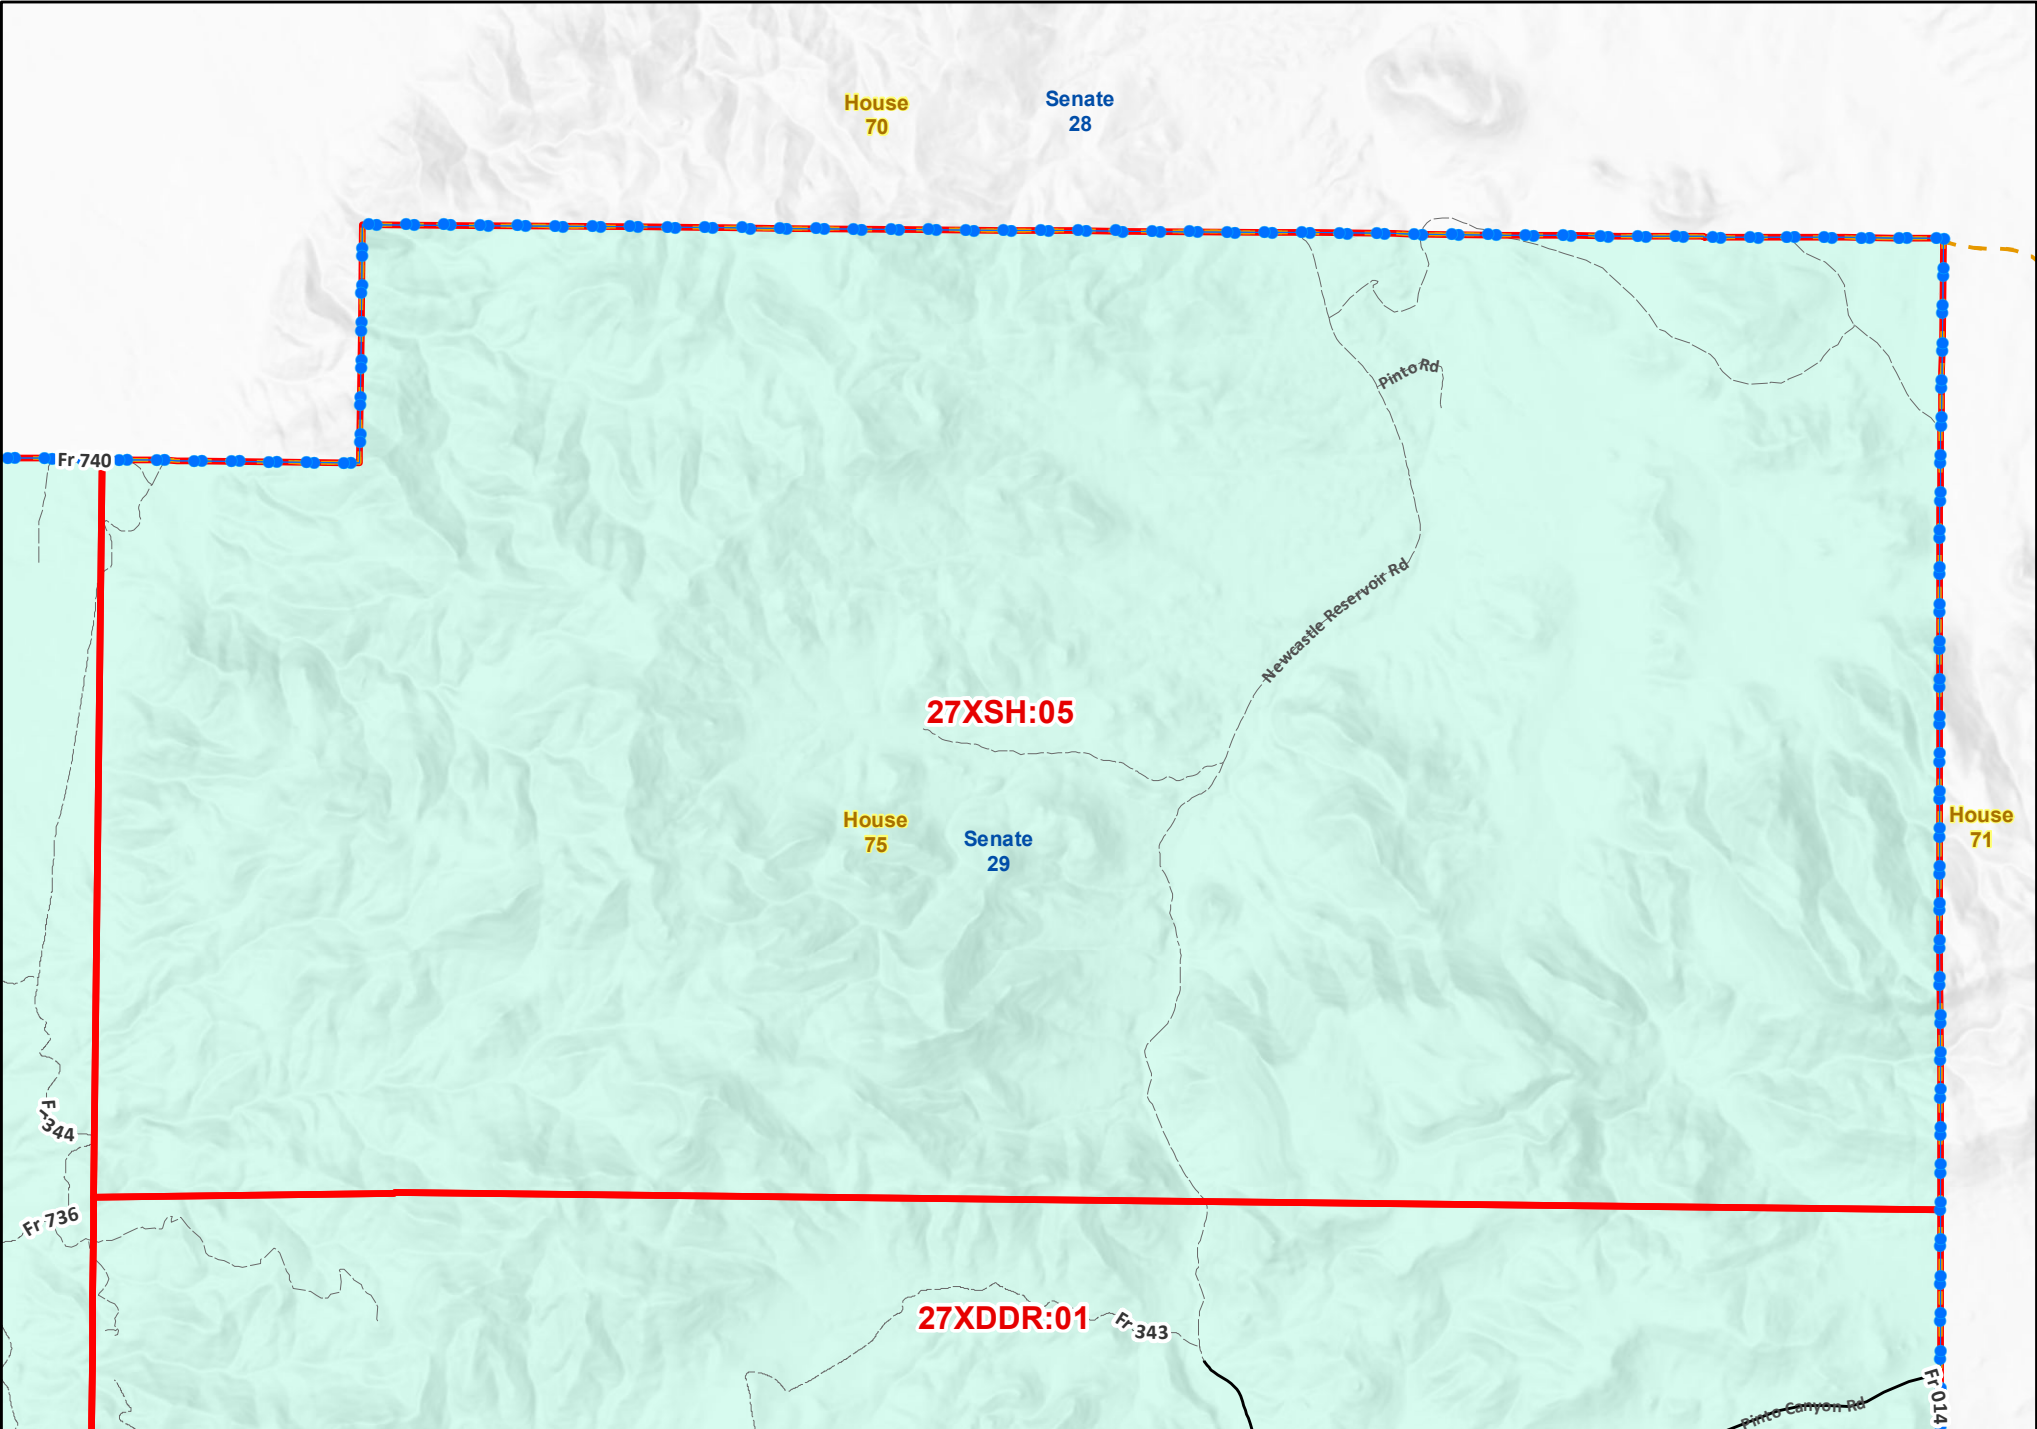 House
70
Senate
28
Pinto Rd
Fr 740
Newcastle Reservoir Rd
27XSH:05
House
75
Senate
29
House
71
Fr 344
Fr 736
27XDDR:01
Fr 343
Fr 014
Pinto Canyon Rd